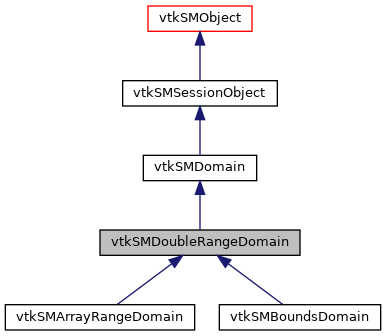 vtkSMObject
vtkSMSessionObject
vtkSMDomain
vtkSMDoubleRangeDomain
vtkSMArrayRangeDomain
vtkSMBoundsDomain